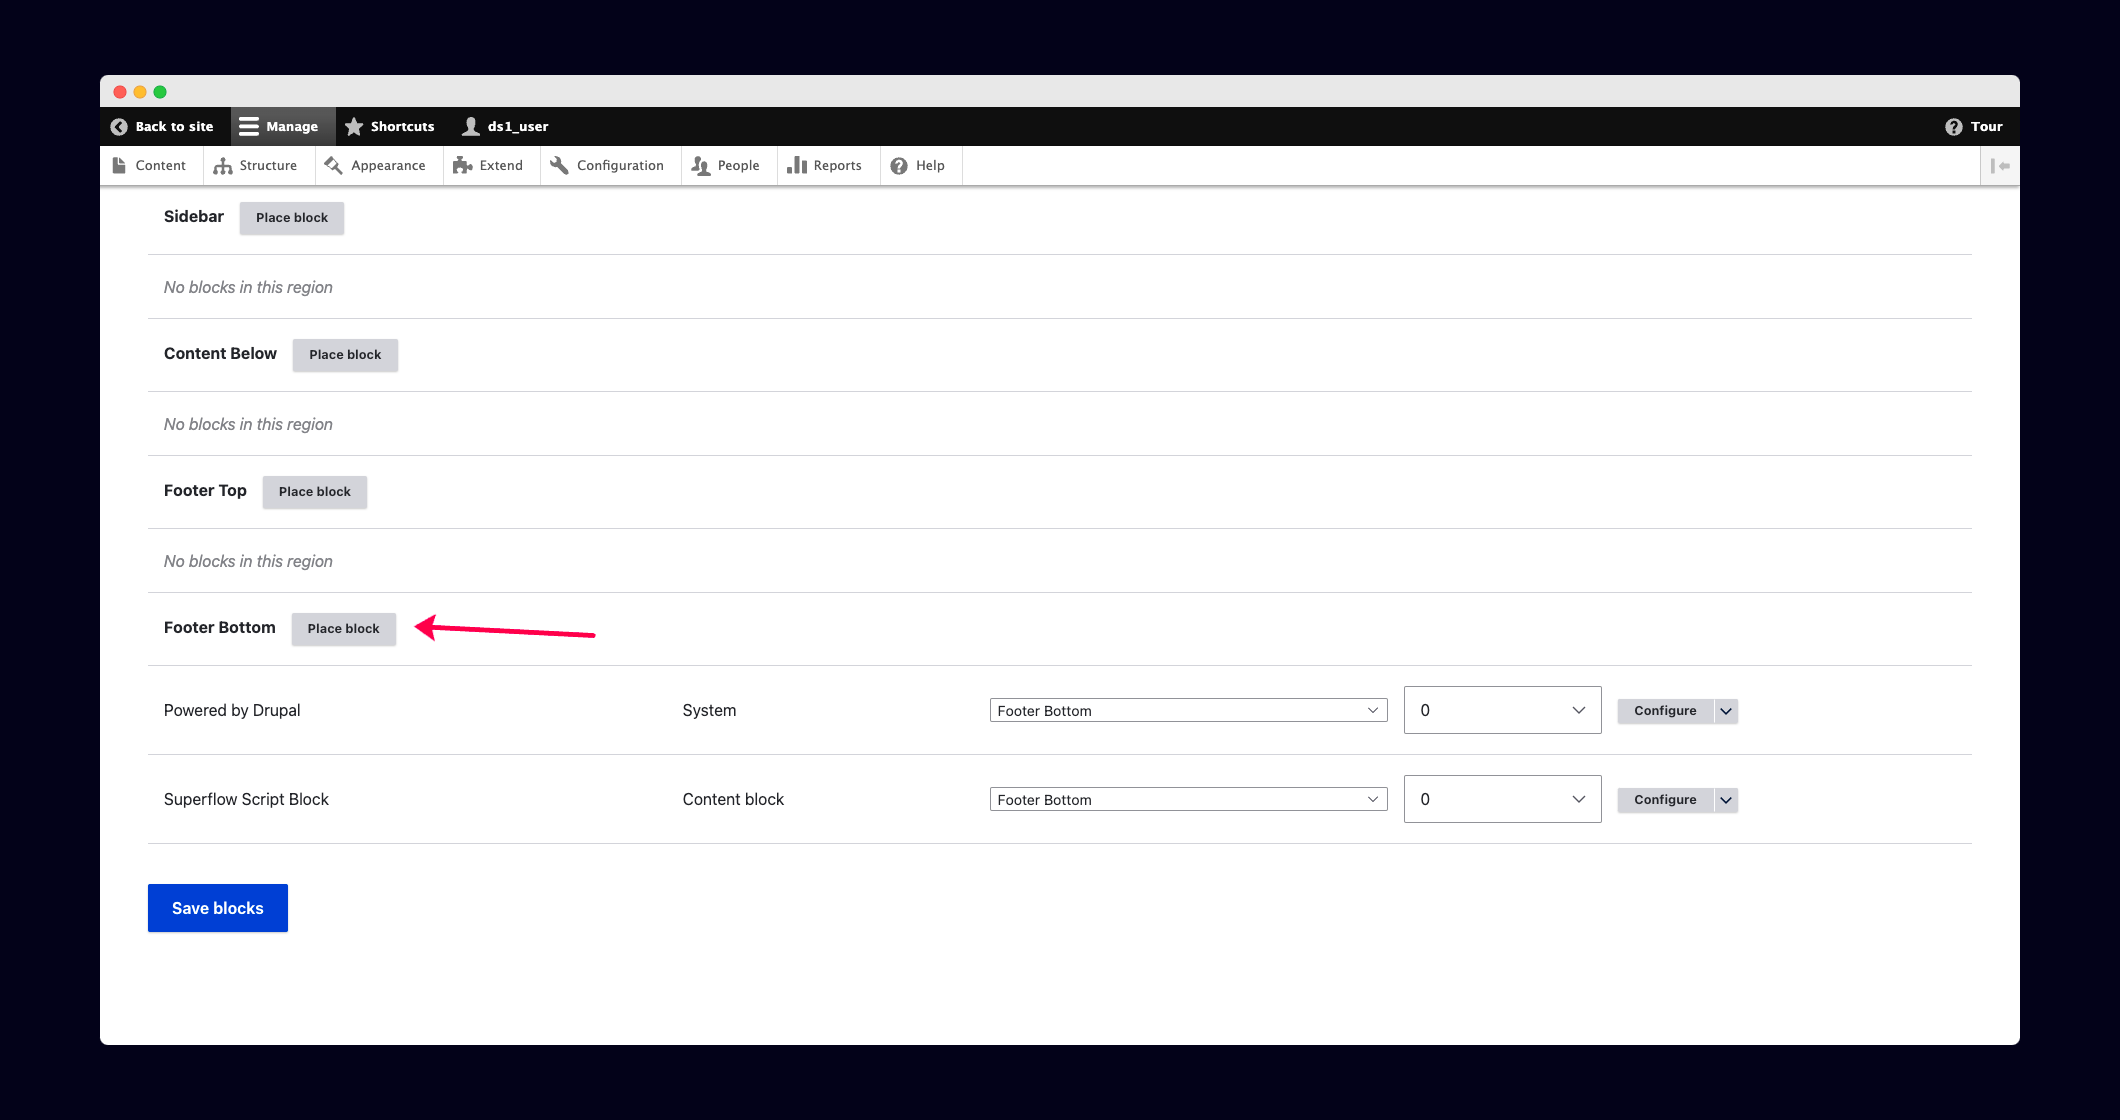 Back to site Manage Shortcuts ds1_user Tour
Content Structure Appearance Extend Configuration People Reports Help
Sidebar Place block
No blocks in this region
Content Below Place block
No blocks in this region
Footer Top Place block
No blocks in this region
Footer Bottom Place block
Powered by Drupal System Footer Bottom 0 Configure
Superflow Script Block Content block Footer Bottom 0 Configure
Save blocks